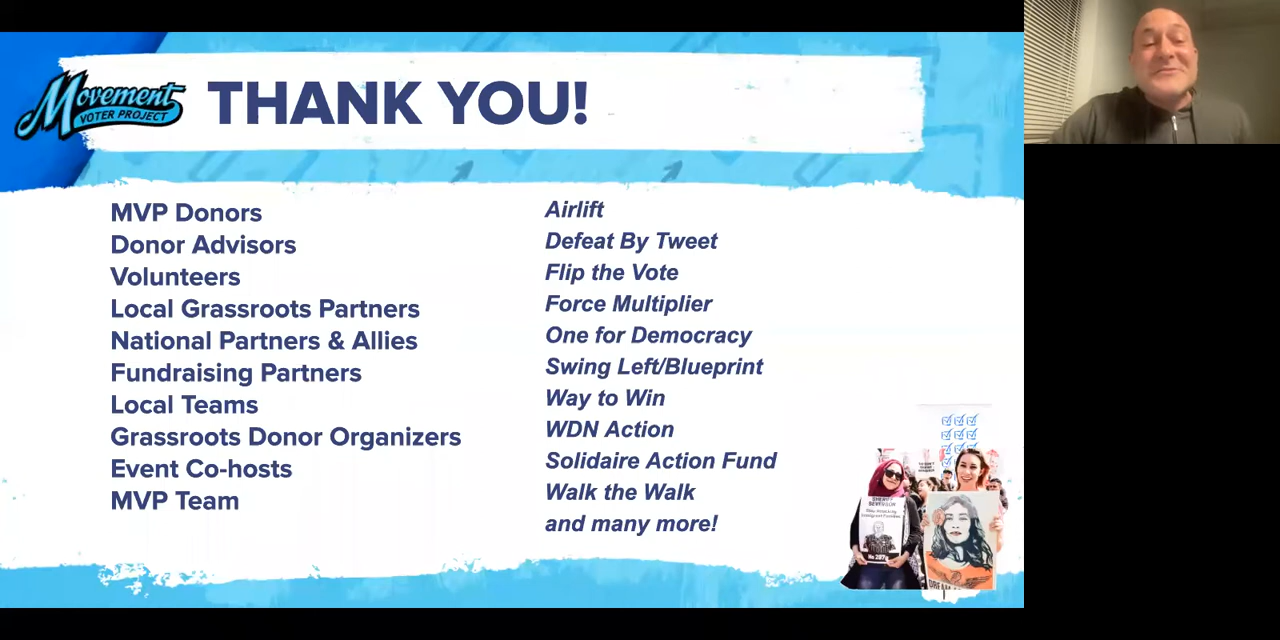 Movement
VOTER PROJECT
THANK YOU!
MVP Donors
Donor Advisors
Volunteers
Local Grassroots Partners
National Partners & Allies
Fundraising Partners
Local Teams
Grassroots Donor Organizers
Event Co-hosts
MVP Team
Airlift
Defeat By Tweet
Flip the Vote
Force Multiplier
One for Democracy
Swing Left/Blueprint
Way to Win
WDN Action
Solidaire Action Fund
Walk the Walk
and many more!